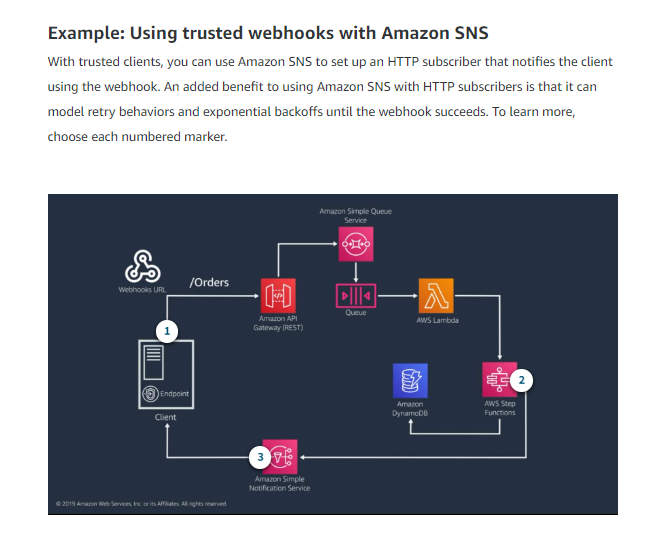 Example: Using trusted webhooks with Amazon SNS
With trusted clients, you can use Amazon SNS to set up an HTTP subscriber that notifies the client
using the webhook. An added benefit to using Amazon SNS with HTTP subscribers is that it can
model retry behaviors and exponential backoffs until the webhook succeeds. To learn more,
choose each numbered marker.
Amazon Simple Queue
Service
Webhooks URL
/Orders
Amazon API
Gateway (REST)
Queue
AWS Lambda
1
Endpoint
Client
Amazon
DynamoDB
2
AWS Step
Functions
3
Amazon Simple
Notification Service
© 2019 Amazon Web Services, Inc. or its Affiliates. All rights reserved.